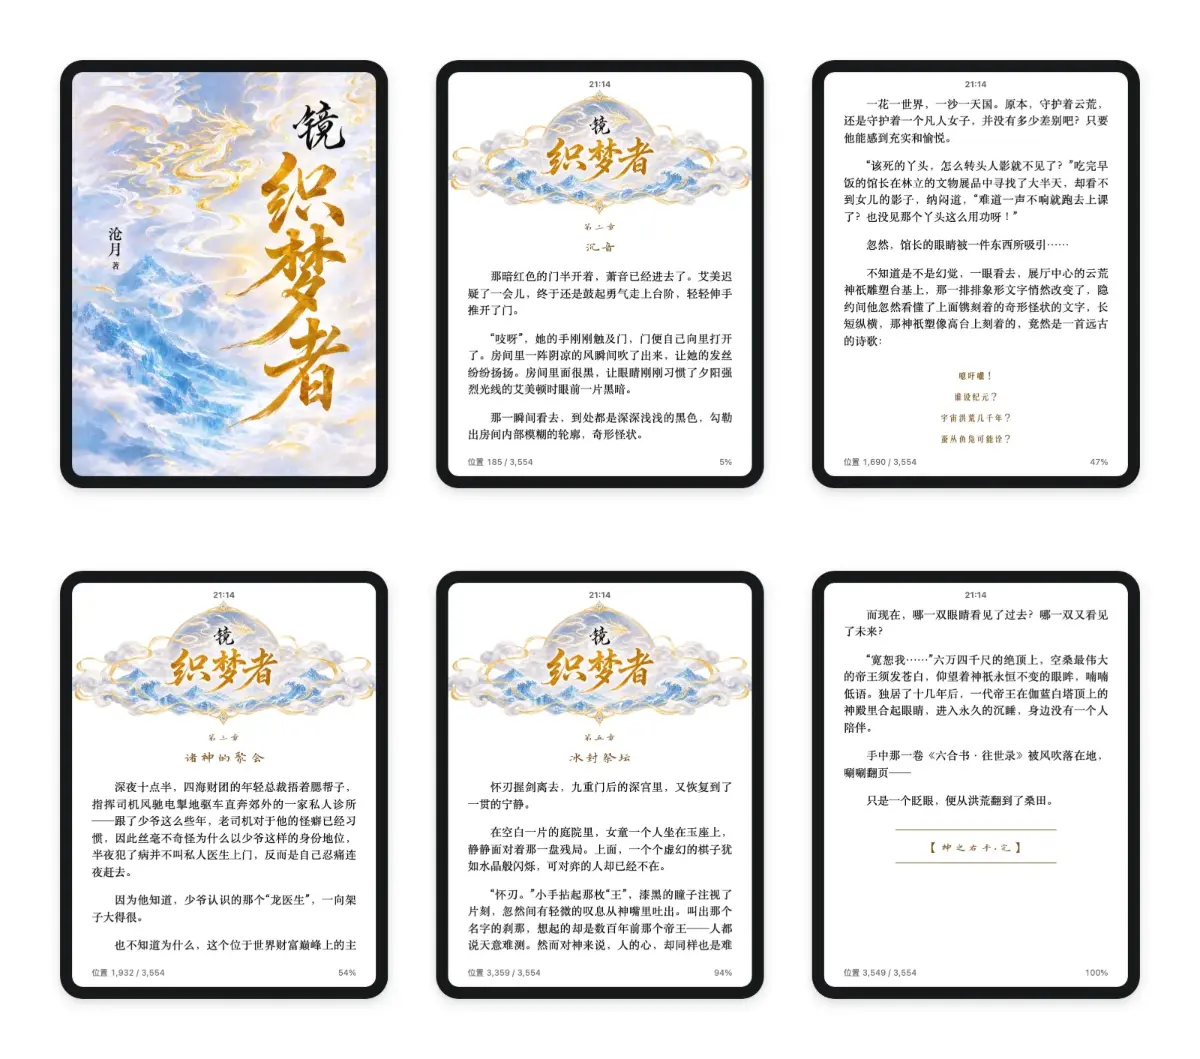 镜
织梦者
沧月 著
21:14
镜
织梦者
第二章
沉音
那暗红色的门半开着，萧音已经进去了。艾美迟
疑了一会儿，终于还是鼓起勇气走上台阶，轻轻伸手
推开了门。
“吱呀”，她的手刚刚触及门，门便自己向里打开
了。房间里一阵阴凉的风瞬间吹了出来，让她的发丝
纷纷扬扬。房间里面很黑，让眼睛刚刚习惯了夕阳强
烈光线的艾美顿时眼前一片黑暗。
那一瞬间看去，到处都是深深浅浅的黑色，勾勒
出房间内部模糊的轮廓，奇形怪状。
位置 185 / 3,554
5%
21:14
一花一世界，一沙一天国。原本，守护着云荒，
还是守护着一个凡人女子，并没有多少差别吧？只要
他能感到充实和愉悦。
“该死的丫头，怎么转头人影就不见了？”吃完早
饭的馆长在林立的文物展品中寻找了大半天，却看不
到女儿的影子，纳闷道，“难道一声不响就跑去上课
了？也没见那个丫头这么用功呀！”
忽然，馆长的眼睛被一件东西所吸引……
不知道是不是幻觉，一眼看去，展厅中心的云荒
神祇雕塑台基上，那一排排象形文字悄然改变了，隐
约间他忽然看懂了上面镌刻着的奇形怪状的文字，长
短纵横，那神祇塑像高台上刻着的，竟然是一首远古
的诗歌：
噫吁嚱！
谁设纪元？
宇宙洪荒几千年？
蚕丛鱼凫可能诠？
位置 1,690 / 3,554
47%
21:14
镜
织梦者
第三章
诸神的聚会
深夜十点半，四海财团的年轻总裁捂着腮帮子，
指挥司机风驰电掣地驱车直奔郊外的一家私人诊所
——跟了少爷这么些年，老司机对于他的怪癖已经习
惯，因此丝毫不奇怪为什么以少爷这样的身份地位，
半夜犯了病并不叫私人医生上门，反而是自己忍痛连
夜赶去。
因为他知道，少爷认识的那个“龙医生”，一向架
子大得很。
也不知道为什么，这个位于世界财富巅峰上的主
位置 1,932 / 3,554
54%
21:14
镜
织梦者
第五章
冰封祭坛
怀刃握剑离去，九重门后的深宫里，又恢复到了
一贯的宁静。
在空白一片的庭院里，女童一个人坐在玉座上，
静静面对着那一盘残局。上面，一个个虚幻的棋子犹
如水晶般闪烁，可对弈的人却已经不在。
“怀刃。”小手拈起那枚“王”，漆黑的瞳子注视了
片刻，忽然间有轻微的叹息从神嘴里吐出。叫出那个
名字的刹那，想起的却是数百年前那个帝王——人都
说天意难测。然而对神来说，人的心，却同样也是难
位置 3,359 / 3,554
94%
21:14
而现在，哪一双眼睛看见了过去？哪一双又看见
了未来？
“宽恕我……”六万四千尺的绝顶上，空桑最伟大
的帝王须发苍白，仰望着神祇永恒不变的眼眸，喃喃
低语。独居了十几年后，一代帝王在伽蓝白塔顶上的
神殿里合起眼睛，进入永久的沉睡，身边没有一个人
陪伴。
手中那一卷《六合书·往世录》被风吹落在地，
唰唰翻页——
只是一个眨眼，便从洪荒翻到了桑田。
【神之右手·完】
位置 3,549 / 3,554
100%